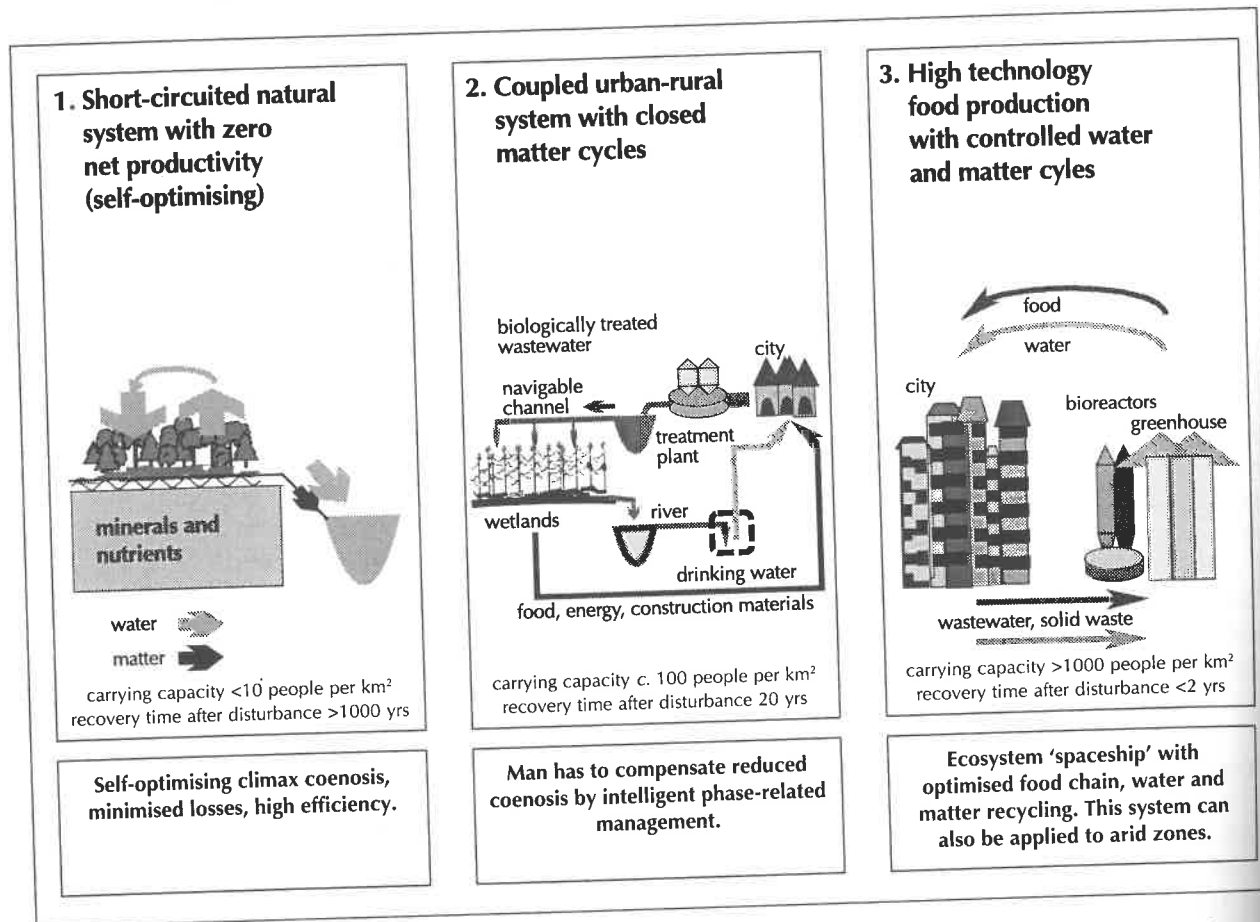 1. Short-circuited natural
system with zero
net productivity
(self-optimising)
minerals and
nutrients
water
matter
carrying capacity <10 people per km²
recovery time after disturbance >1000 yrs
Self-optimising climax coenosis,
minimised losses, high efficiency.
2. Coupled urban-rural
system with closed
matter cycles
biologically treated
wastewater
city
navigable
channel
treatment
plant
wetlands
river
drinking water
food, energy, construction materials
carrying capacity c. 100 people per km²
recovery time after disturbance 20 yrs
Man has to compensate reduced
coenosis by intelligent phase-related
management.
3. High technology
food production
with controlled water
and matter cyles
food
water
city
bioreactors
greenhouse
wastewater, solid waste
carrying capacity >1000 people per km²
recovery time after disturbance <2 yrs
Ecosystem ‘spaceship’ with
optimised food chain, water and
matter recycling. This system can
also be applied to arid zones.